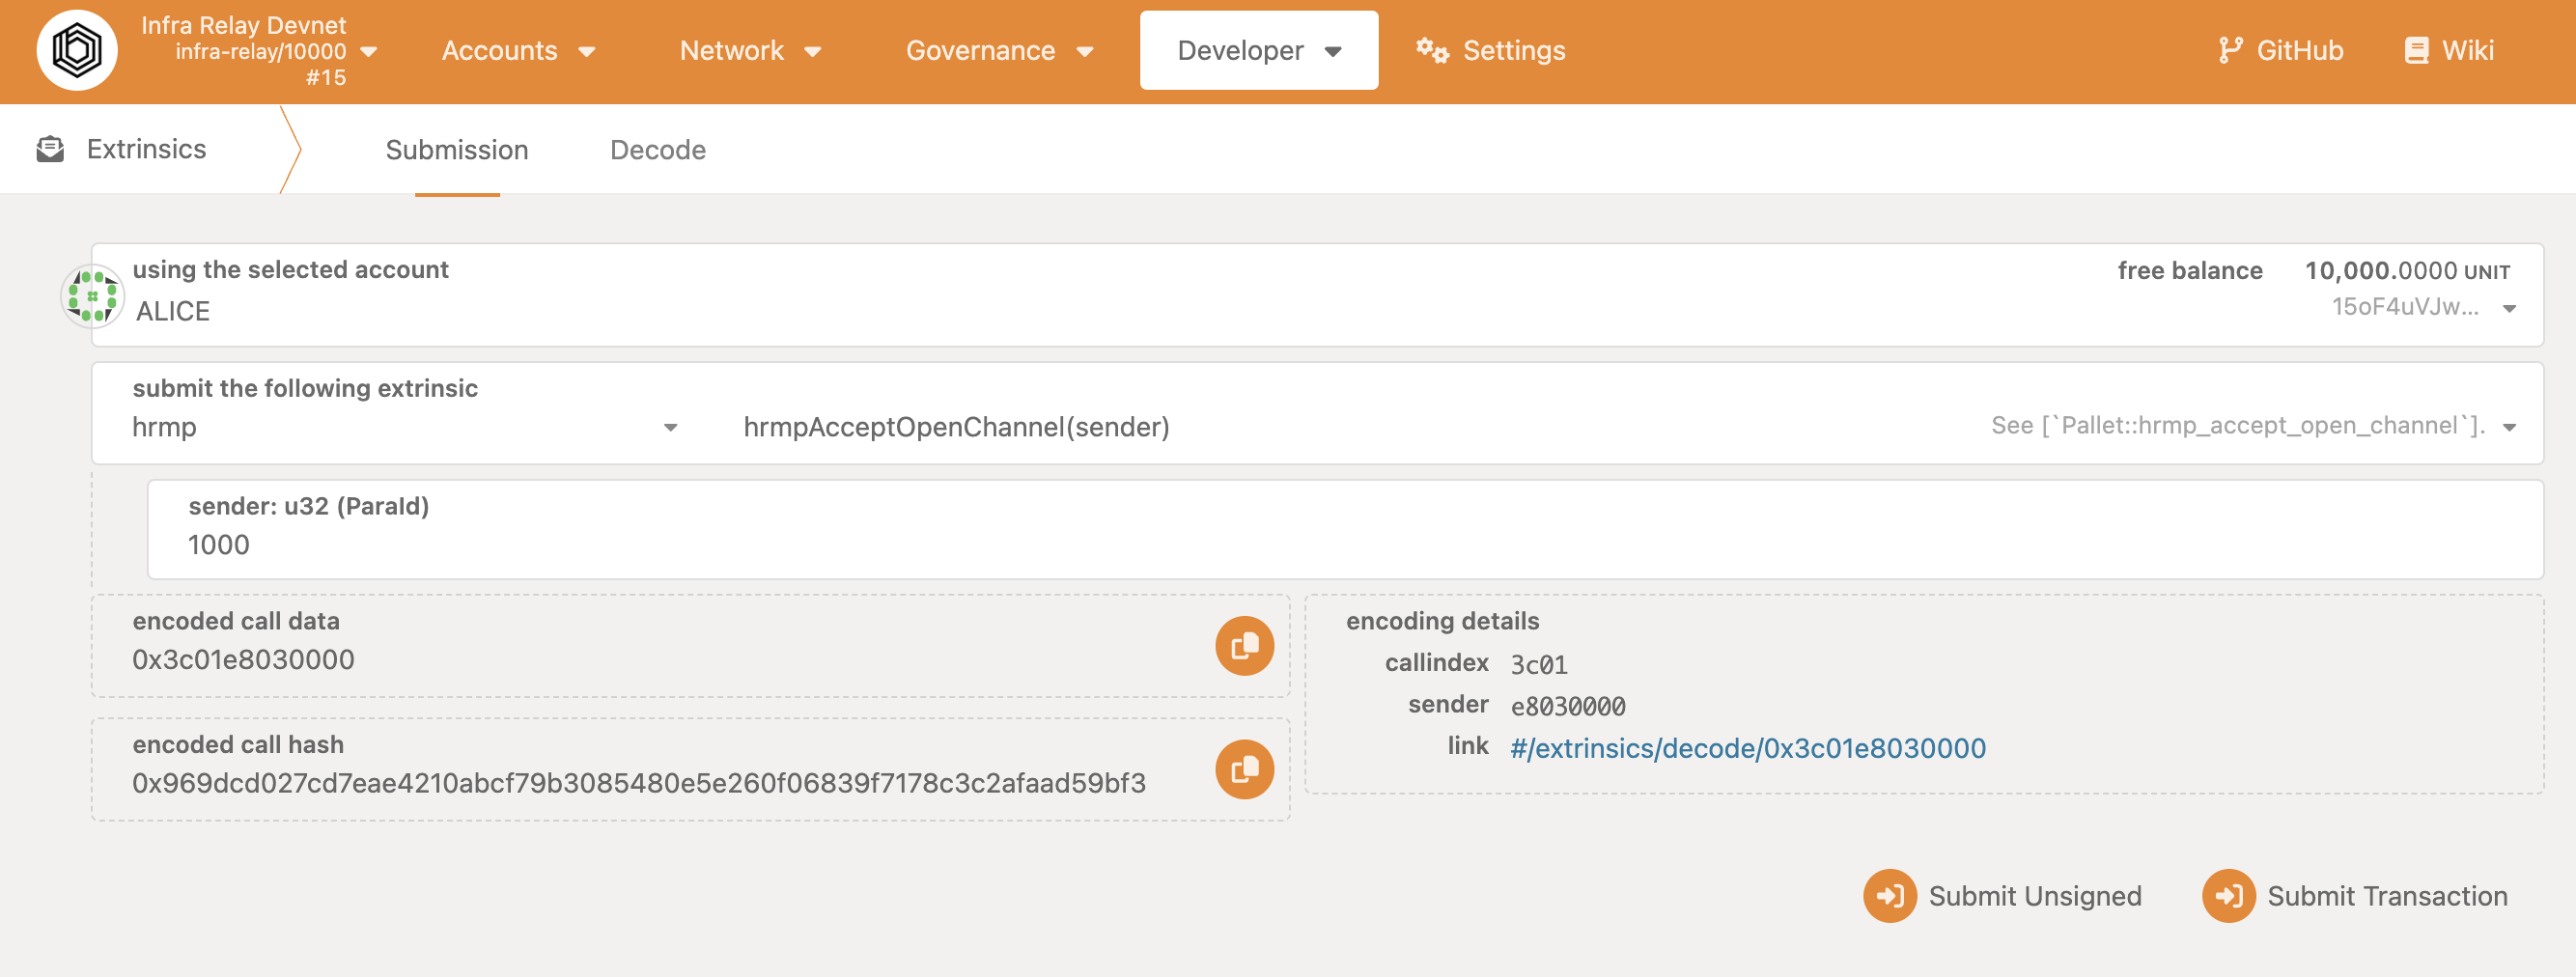 Infra Relay Devnet
infra-relay/10000
#15
Accounts
Network
Governance
Developer
Settings
GitHub
Wiki
Extrinsics
Submission
Decode
using the selected account
ALICE
free balance 10,000.0000 UNIT
15oF4uVJw...
submit the following extrinsic
hrmp
hrmpAcceptOpenChannel(sender)
See [`Pallet::hrmp_accept_open_channel`].
sender: u32 (ParaId)
1000
encoded call data
0x3c01e8030000
encoded call hash
0x969dcd027cd7eae4210abcf79b3085480e5e260f06839f7178c3c2afaad59bf3
encoding details
callindex 3c01
sender e8030000
link #/extrinsics/decode/0x3c01e8030000
Submit Unsigned
Submit Transaction